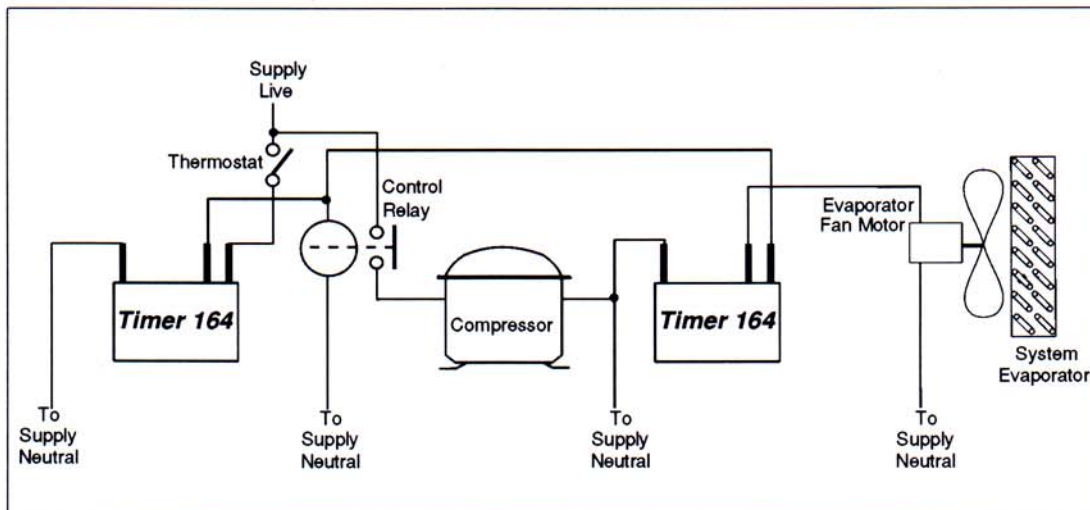 Supply
Live
Thermostat
Control
Relay
Evaporator
Fan Motor
Timer 164
Compressor
Timer 164
System
Evaporator
To
Supply
Neutral
To
Supply
Neutral
To
Supply
Neutral
To
Supply
Neutral